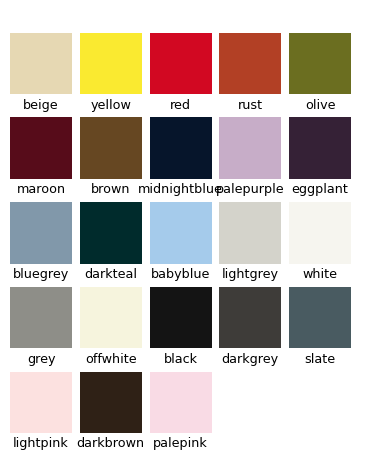 beige yellow red rust olive
maroon brown midnightblue palepurple eggplant
bluegrey darkteal babyblue lightgrey white
grey offwhite black darkgrey slate
lightpink darkbrown palepink